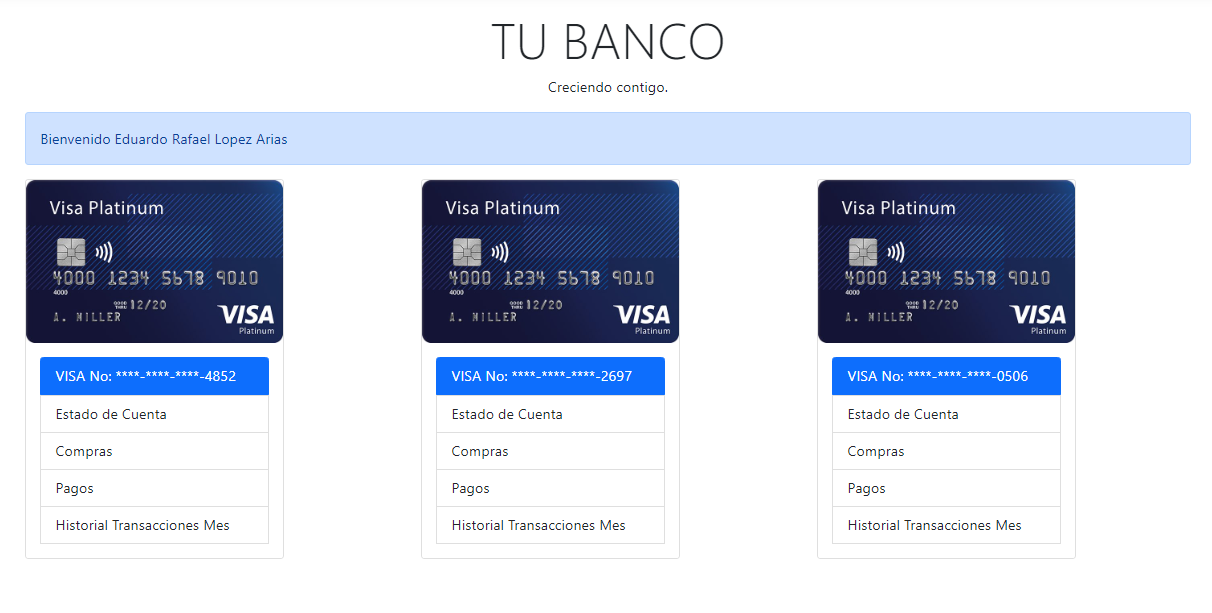 TU BANCO
Creciendo contigo.
Bienvenido Eduardo Rafael Lopez Arias
Visa Platinum
4000 1234 5678 9010
4000
GOOD THRU 12/20
A. MILLER
VISA
Platinum
VISA No: ****-****-****-4852
Estado de Cuenta
Compras
Pagos
Historial Transacciones Mes
Visa Platinum
4000 1234 5678 9010
4000
GOOD THRU 12/20
A. MILLER
VISA
Platinum
VISA No: ****-****-****-2697
Estado de Cuenta
Compras
Pagos
Historial Transacciones Mes
Visa Platinum
4000 1234 5678 9010
4000
GOOD THRU 12/20
A. MILLER
VISA
Platinum
VISA No: ****-****-****-0506
Estado de Cuenta
Compras
Pagos
Historial Transacciones Mes